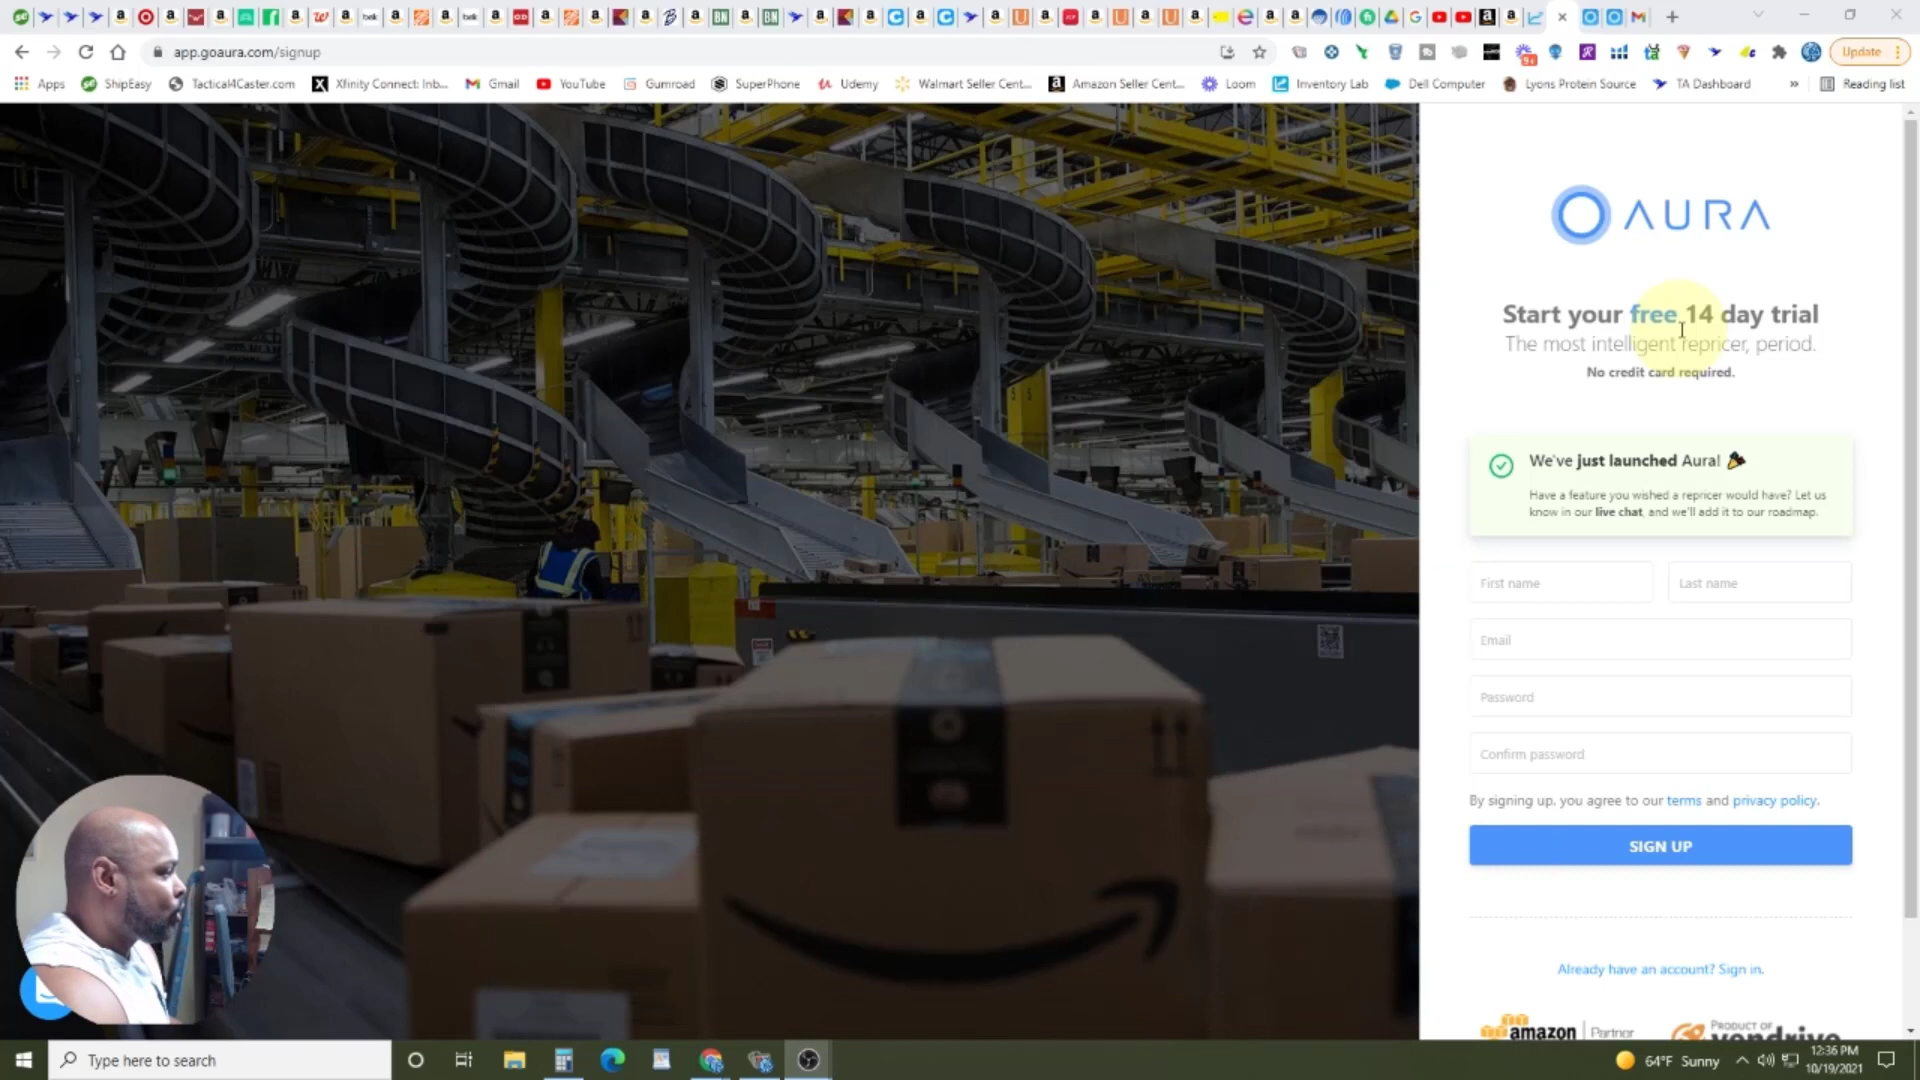 app.goaura.com/signup
Update
Apps
ShipEasy
Tactical4Caster.com
Xfinity Connect: Inb...
Gmail
YouTube
Gumroad
SuperPhone
Udemy
Walmart Seller Cent...
Amazon Seller Cent...
Loom
Inventory Lab
Dell Computer
Lyons Protein Source
TA Dashboard
»
Reading list
AURA
Start your free 14 day trial
The most intelligent repricer, period.
No credit card required.
We've just launched Aura!
Have a feature you wished a repricer would have? Let us
know in our live chat, and we'll add it to our roadmap.
First name
Last name
Email
Password
Confirm password
By signing up, you agree to our terms and privacy policy.
SIGN UP
Already have an account? Sign in.
amazon Partner
PRODUCT OF
vendrive
Type here to search
64°F Sunny
12:36 PM
10/19/2021